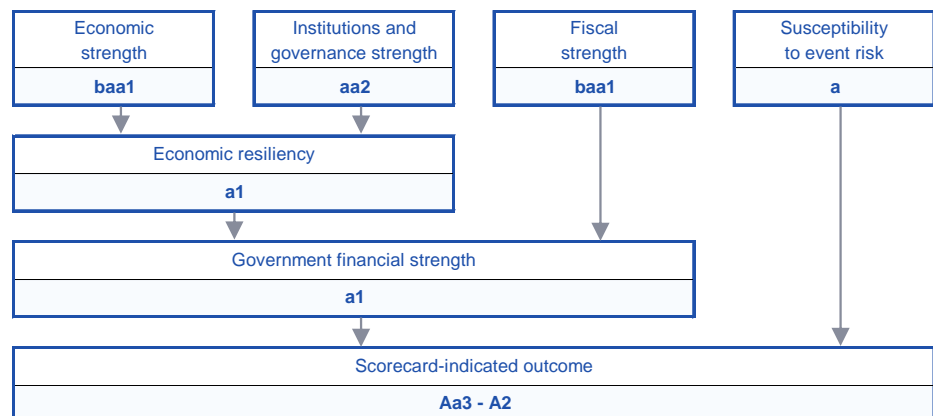 Economic
strength
baa1
Institutions and
governance strength
aa2
Fiscal
strength
baa1
Susceptibility
to event risk
a
Economic resiliency
a1
Government financial strength
a1
Scorecard-indicated outcome
Aa3 - A2